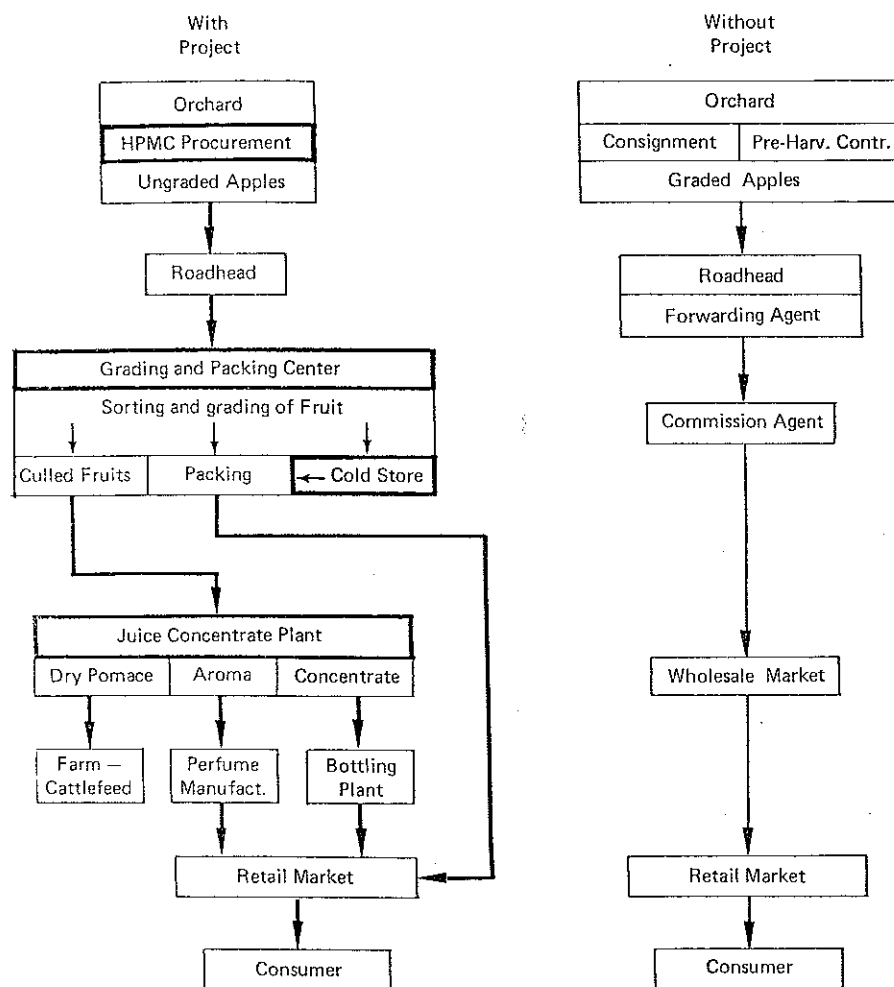 With
Project
Orchard
HPMC Procurement
Ungraded Apples
Roadhead
Grading and Packing Center
Sorting and grading of Fruit
Culled Fruits
Packing
Cold Store
Juice Concentrate Plant
Dry Pomace
Aroma
Concentrate
Farm —
Cattlefeed
Perfume
Manufact.
Bottling
Plant
Retail Market
Consumer
Without
Project
Orchard
Consignment
Pre-Harv. Contr.
Graded Apples
Roadhead
Forwarding Agent
Commission Agent
Wholesale Market
Retail Market
Consumer